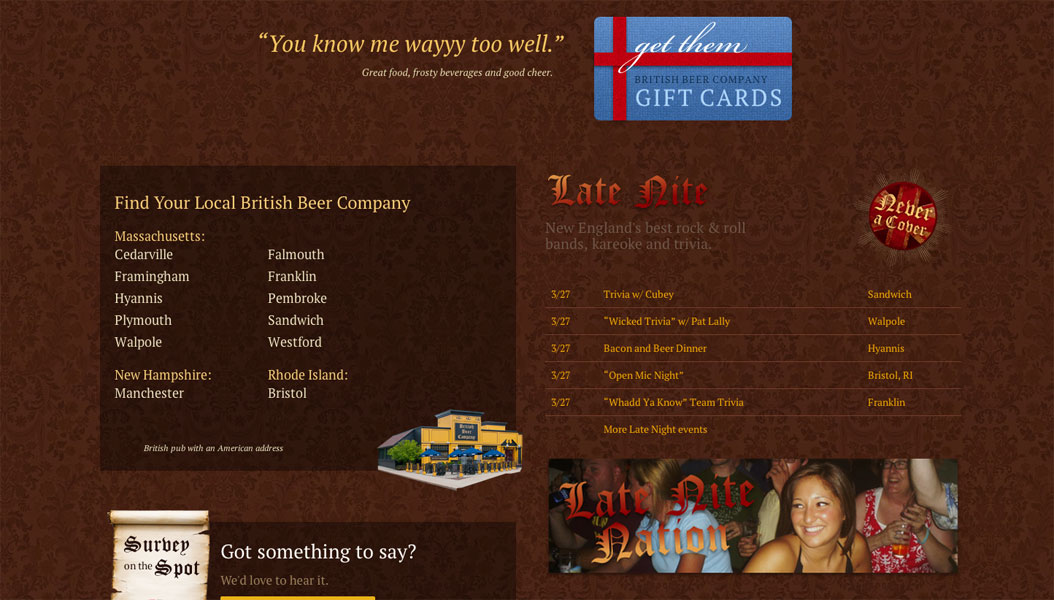 “You know me wayyy too well.”
Great food, frosty beverages and good cheer.
get them
BRITISH BEER COMPANY
GIFT CARDS
Find Your Local British Beer Company
Massachusetts:
Cedarville Falmouth
Framingham Franklin
Hyannis Pembroke
Plymouth Sandwich
Walpole Westford
New Hampshire: Rhode Island:
Manchester Bristol
British Beer Company
British pub with an American address
Late Nite
New England's best rock & roll
bands, kareoke and trivia.
Never
a Cover
3/27 Trivia w/ Cubey Sandwich
3/27 “Wicked Trivia” w/ Pat Lally Walpole
3/27 Bacon and Beer Dinner Hyannis
3/27 “Open Mic Night” Bristol, RI
3/27 “Whadd Ya Know” Team Trivia Franklin
More Late Night events
Late Nite
Nation
Survey
on the Spot
Got something to say?
We'd love to hear it.